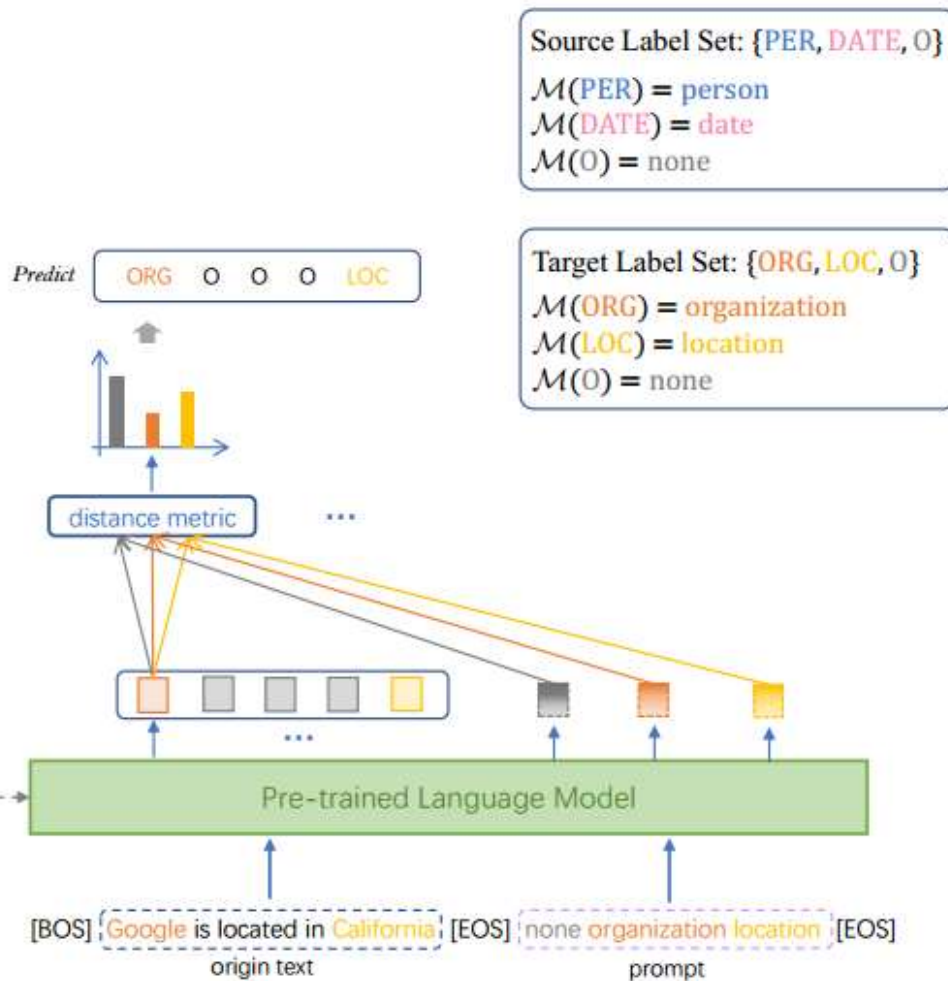 Source Label Set: {PER, DATE, O}
ℳ(PER) = person
ℳ(DATE) = date
ℳ(O) = none
Target Label Set: {ORG, LOC, O}
ℳ(ORG) = organization
ℳ(LOC) = location
ℳ(O) = none
Predict ORG O O O LOC
distance metric ...
...
Pre-trained Language Model
[BOS] Google is located in California [EOS] none organization location [EOS]
origin text prompt